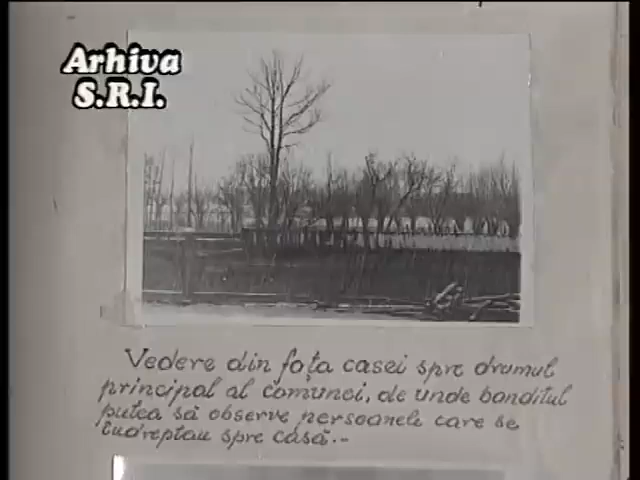 Arhiva
S.R.I.
Vedere din fața casei spre drumul
principal al comunei, de unde banditul
putea să observe persoanele care se
îndreptau spre casă.--